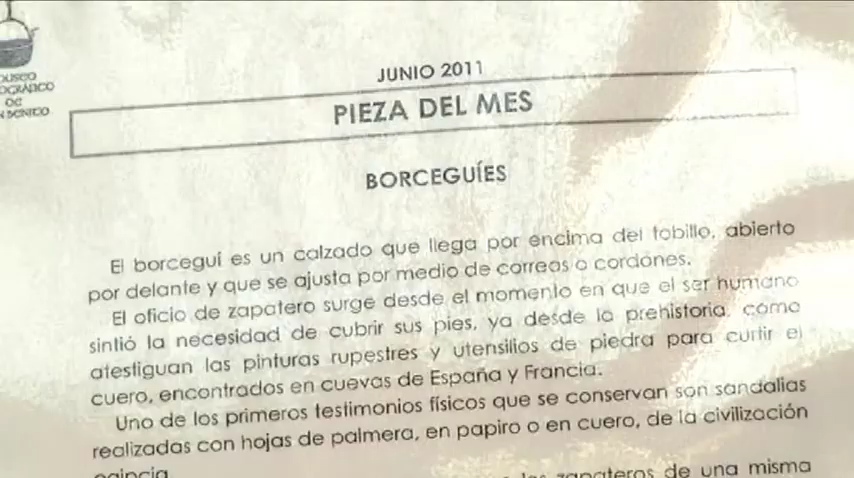 JUNIO 2011
PIEZA DEL MES
BORCEGUÍES
El borceguí es un calzado que llega por encima del tobillo, abierto
por delante y que se ajusta por medio de correas o cordones.
El oficio de zapatero surge desde el momento en que el ser humano
sintió la necesidad de cubrir sus pies, ya desde la prehistoria, como
atestiguan las pinturas rupestres y utensilios de piedra para curtir el
cuero, encontrados en cuevas de España y Francia.
Uno de los primeros testimonios físicos que se conservan son sandalias
realizadas con hojas de palmera, en papiro o en cuero, de la civilización
egipcia.
zapateros de una misma